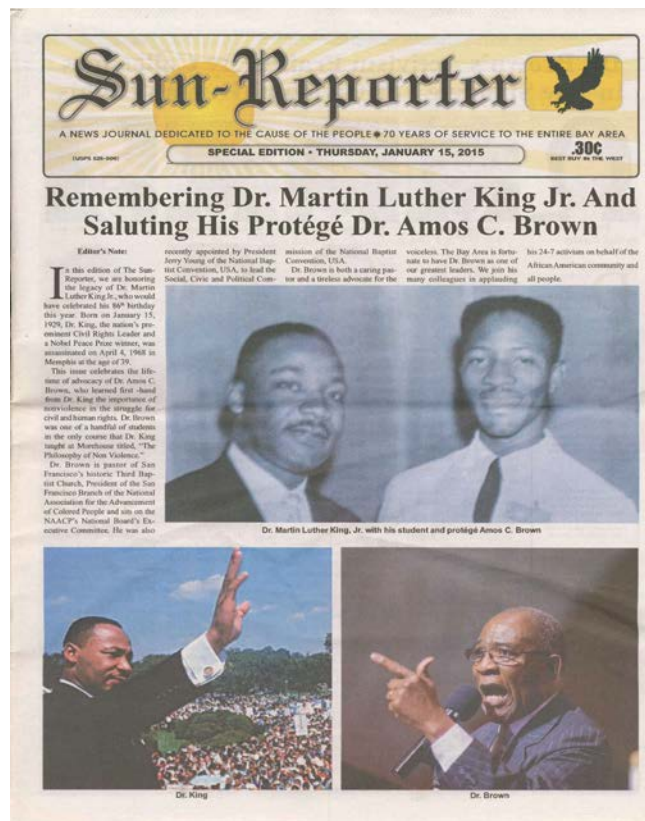 Sun-Reporter
A NEWS JOURNAL DEDICATED TO THE CAUSE OF THE PEOPLE 70 YEARS OF SERVICE TO THE ENTIRE BAY AREA
(USPS 525-500)
SPECIAL EDITION • THURSDAY, JANUARY 15, 2015
.30¢
BEST BUY IN THE WEST
Remembering Dr. Martin Luther King Jr. And
Saluting His Protégé Dr. Amos C. Brown
Editor's Note:
In this edition of The Sun-
Reporter, we are honoring
the legacy of Dr. Martin
Luther King Jr., who would
have celebrated his 86th birthday
this year. Born on January 15,
1929, Dr. King, the nation's pre-
eminent Civil Rights Leader and
a Nobel Peace Prize winner, was
assassinated on April 4, 1968 in
Memphis at the age of 39.
This issue celebrates the life-
time of advocacy of Dr. Amos C.
Brown, who learned first -hand
from Dr. King the importance of
nonviolence in the struggle for
civil and human rights. Dr. Brown
was one of a handful of students
in the only course that Dr. King
taught at Morehouse titled, "The
Philosophy of Non Violence."
Dr. Brown is pastor of San
Francisco's historic Third Bap-
tist Church, President of the San
Francisco Branch of the National
Association for the Advancement
of Colored People and sits on the
NAACP's National Board's Ex-
ecutive Committee. He was also
recently appointed by President
Jerry Young of the National Bap-
tist Convention, USA, to lead the
Social, Civic and Political Com-
mission of the National Baptist
Convention, USA.
Dr. Brown is both a caring pas-
tor and a tireless advocate for the
voiceless. The Bay Area is fortu-
nate to have Dr. Brown as one of
our greatest leaders. We join his
many colleagues in applauding
his 24-7 activism on behalf of the
African American community and
all people.
Dr. Martin Luther King, Jr. with his student and protégé Amos C. Brown
Dr. King
Dr. Brown